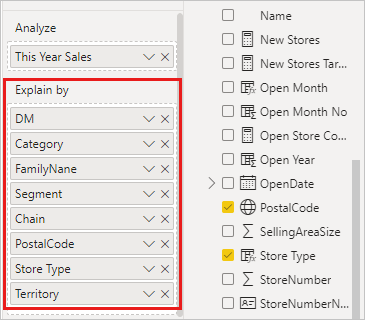 Analyze
This Year Sales
Explain by
DM
Category
FamilyNane
Segment
Chain
PostalCode
Store Type
Territory
Name
New Stores
New Stores Tar...
Open Month
Open Month No
Open Store Co...
Open Year
OpenDate
PostalCode
SellingAreaSize
Store Type
StoreNumber
StoreNumberN...